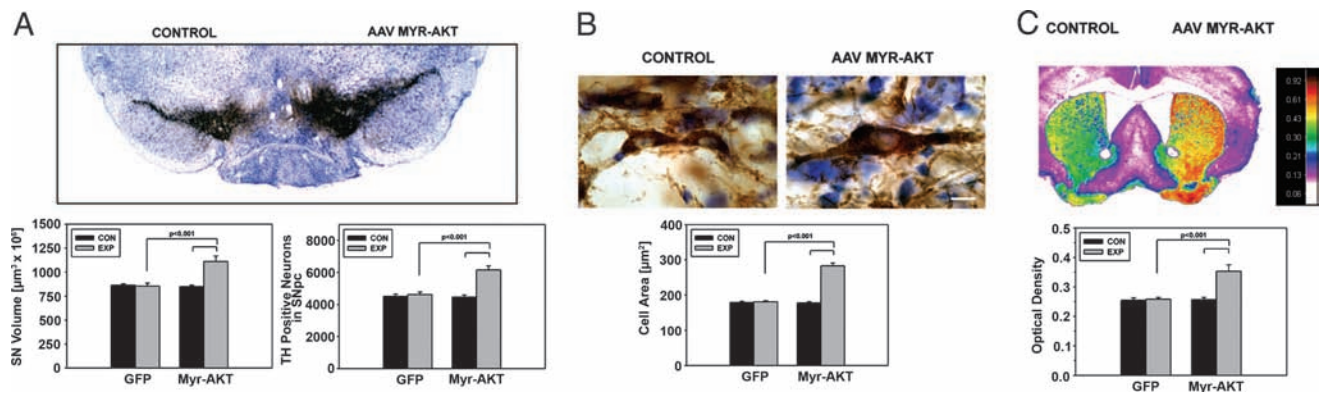 A
CONTROL AAV MYR-AKT
SN Volume [µm³ x 10⁶]
1500
1250
1000
750
500
250
0
CON
EXP
p<0.001
GFP Myr-AKT
TH Positive Neurons
in SNpc
8000
6000
4000
2000
0
CON
EXP
p<0.001
GFP Myr-AKT
B
CONTROL AAV MYR-AKT
Cell Area [µm²]
400
300
200
100
0
CON
EXP
p<0.001
GFP Myr-AKT
C
CONTROL AAV MYR-AKT
0.92
0.61
0.43
0.30
0.21
0.13
0.06
Optical Density
0.5
0.4
0.3
0.2
0.1
0.0
CON
EXP
p<0.001
GFP Myr-AKT